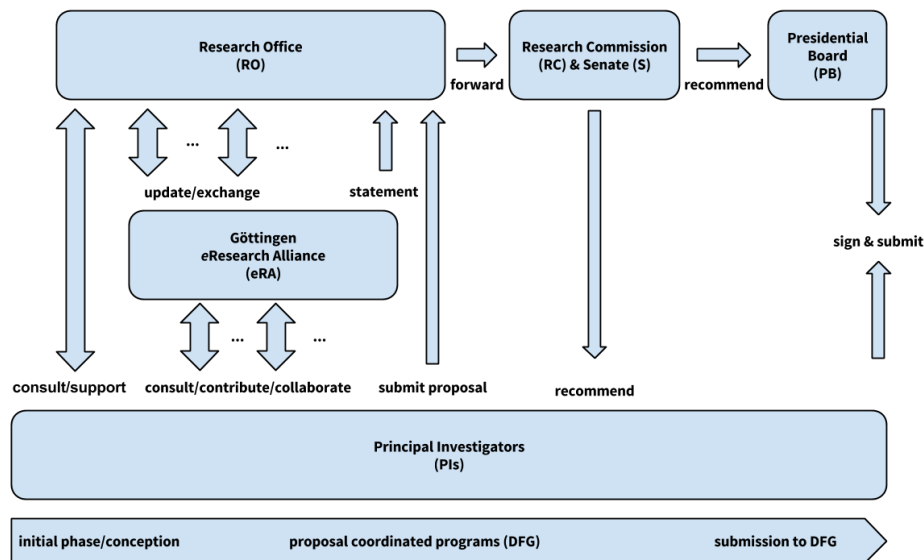 Research Office
(RO)
Research Commission
(RC) & Senate (S)
Presidential
Board
(PB)
forward
recommend
...
...
update/exchange
statement
Göttingen
eResearch Alliance
(eRA)
sign & submit
...
...
consult/support
consult/contribute/collaborate
submit proposal
recommend
Principal Investigators
(PIs)
initial phase/conception
proposal coordinated programs (DFG)
submission to DFG